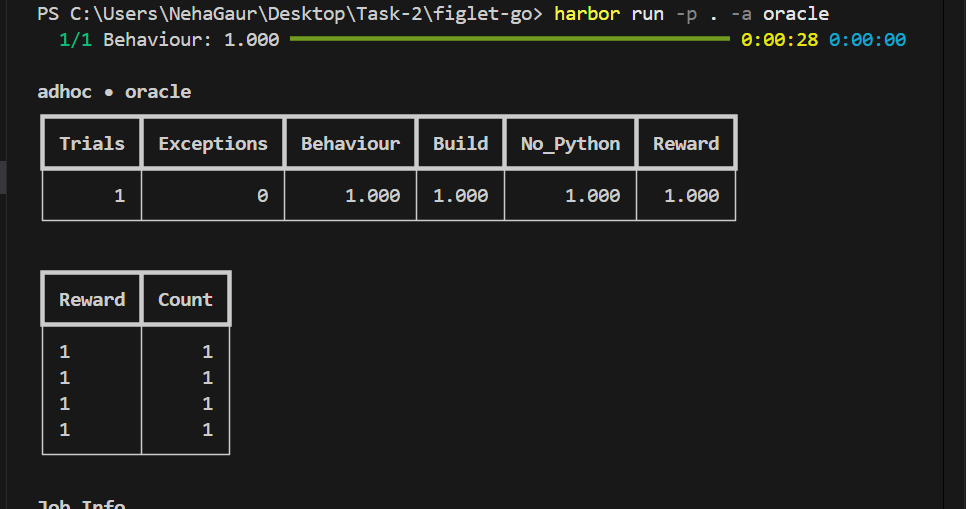 PS C:\Users\NehaGaur\Desktop\Task-2\figlet-go> harbor run -p . -a oracle
1/1 Behaviour: 1.000 0:00:28 0:00:00
adhoc • oracle
Trials Exceptions Behaviour Build No_Python Reward
1 0 1.000 1.000 1.000 1.000
Reward Count
1 1
1 1
1 1
1 1
Job Info